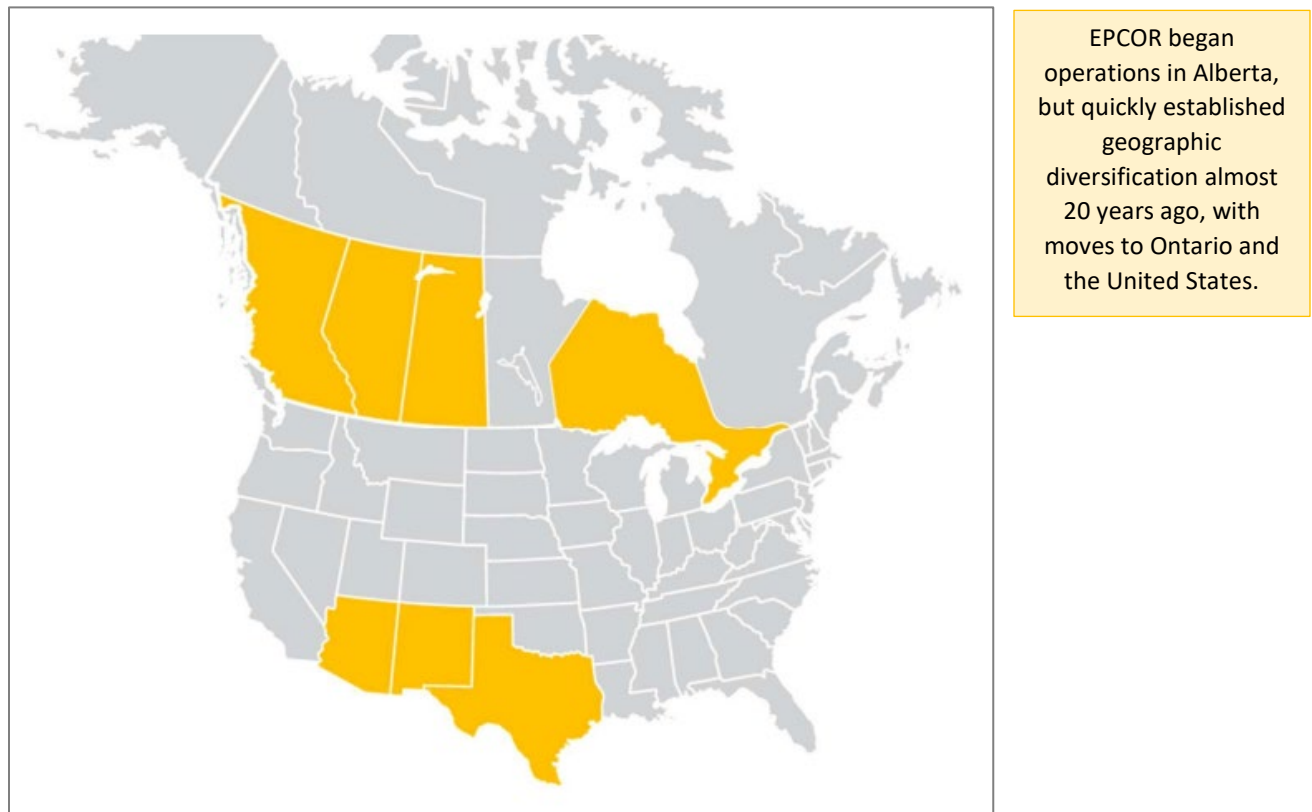 EPCOR began
operations in Alberta,
but quickly established
geographic
diversification almost
20 years ago, with
moves to Ontario and
the United States.